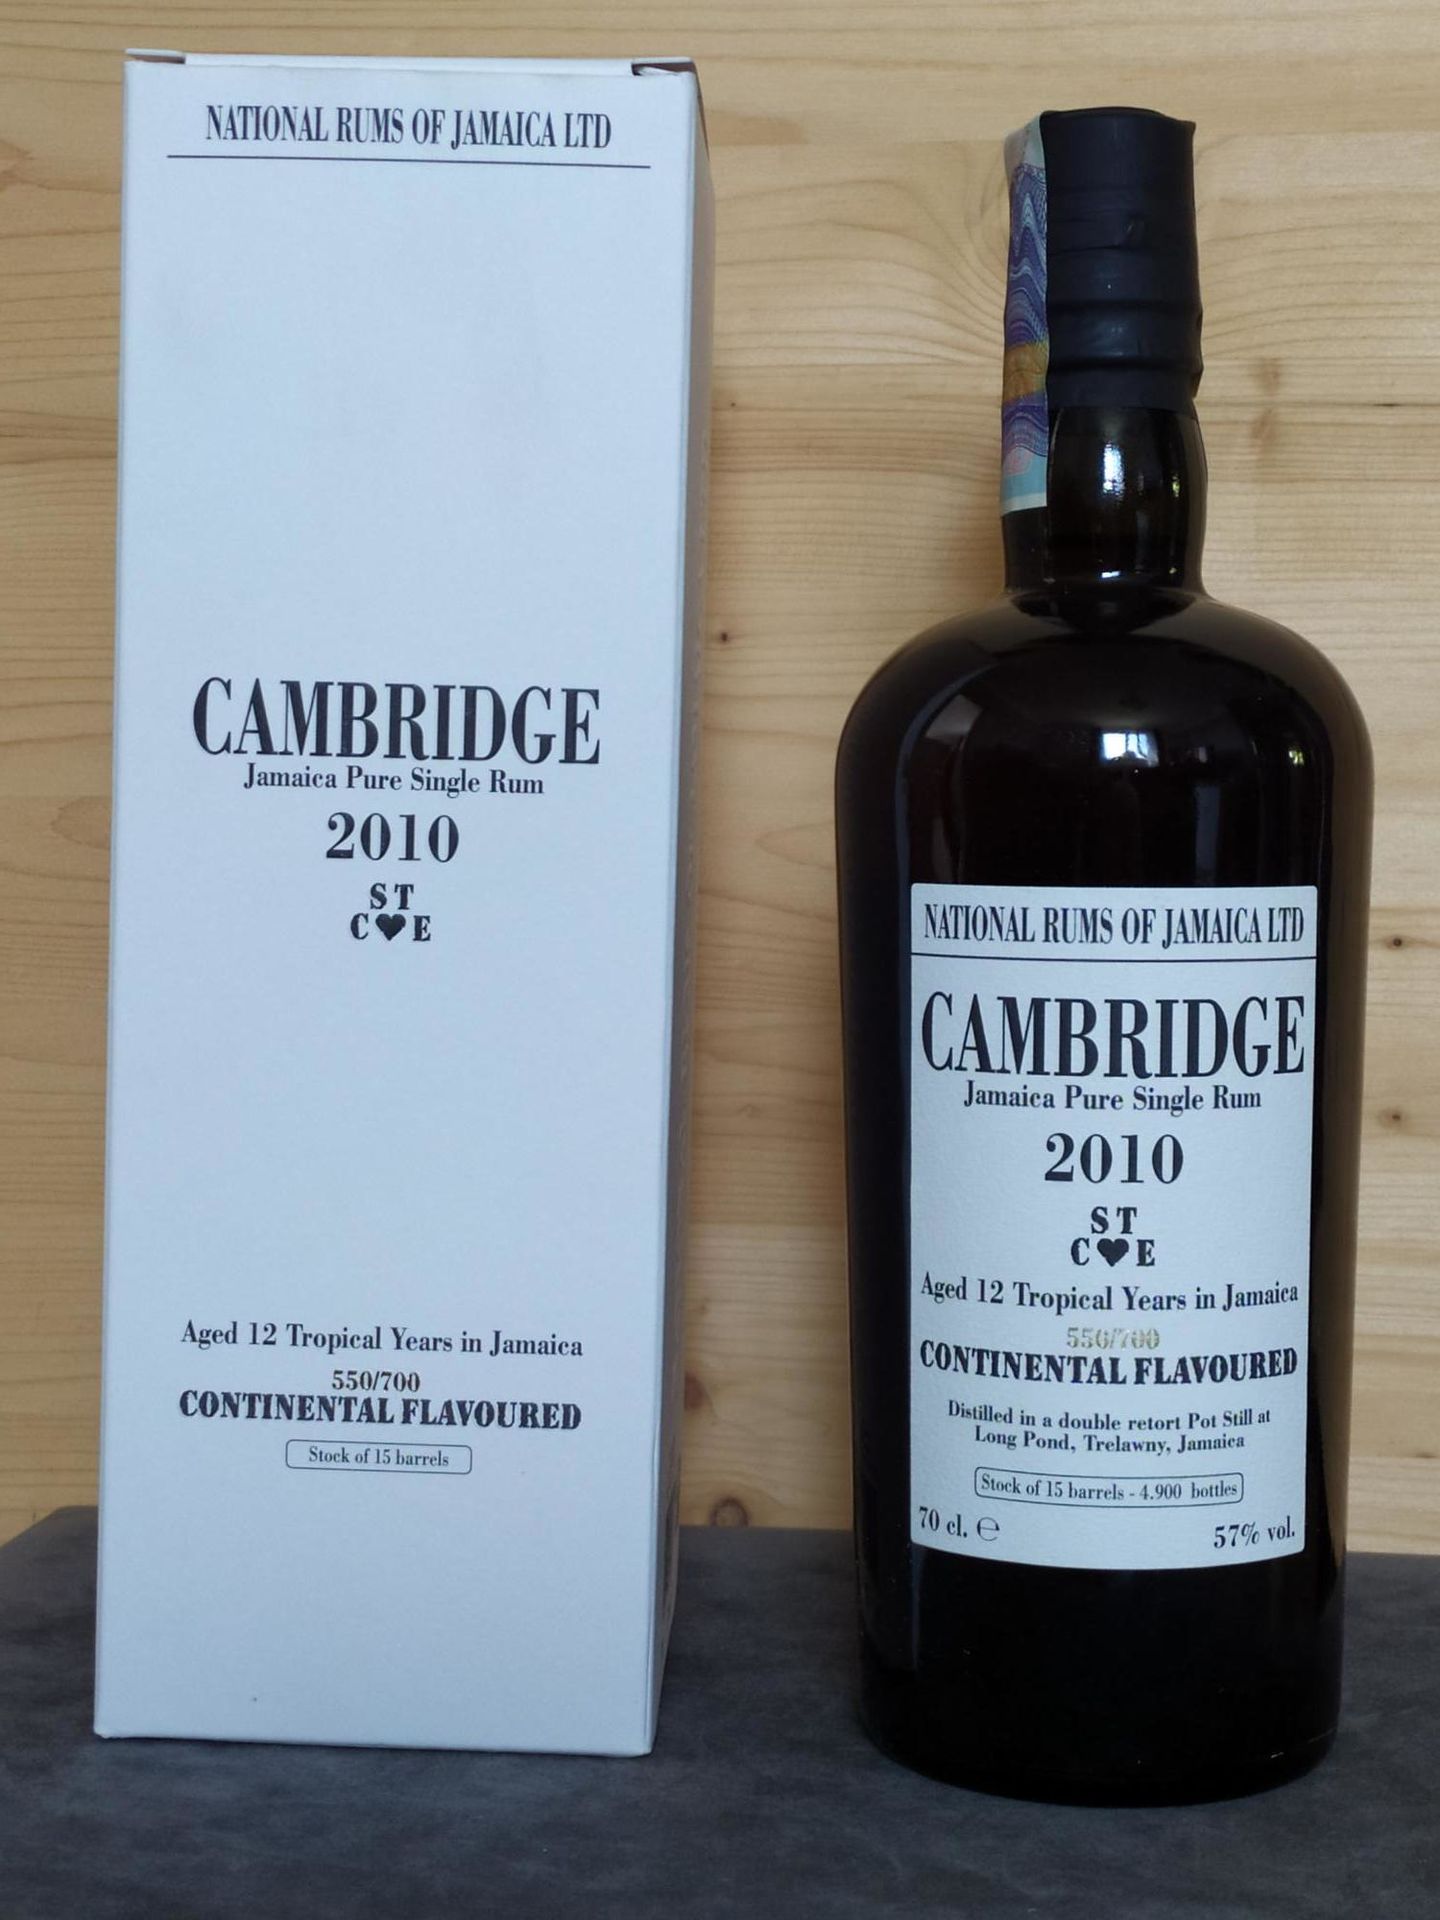 NATIONAL RUMS OF JAMAICA LTD
CAMBRIDGE
Jamaica Pure Single Rum
2010
S T
C♥E
Aged 12 Tropical Years in Jamaica
550/700
CONTINENTAL FLAVOURED
Stock of 15 barrels
NATIONAL RUMS OF JAMAICA LTD
CAMBRIDGE
Jamaica Pure Single Rum
2010
S T
C♥E
Aged 12 Tropical Years in Jamaica
550/700
CONTINENTAL FLAVOURED
Distilled in a double retort Pot Still at
Long Pond, Trelawny, Jamaica
Stock of 15 barrels - 4.900 bottles
70 cl. ℮
57% vol.